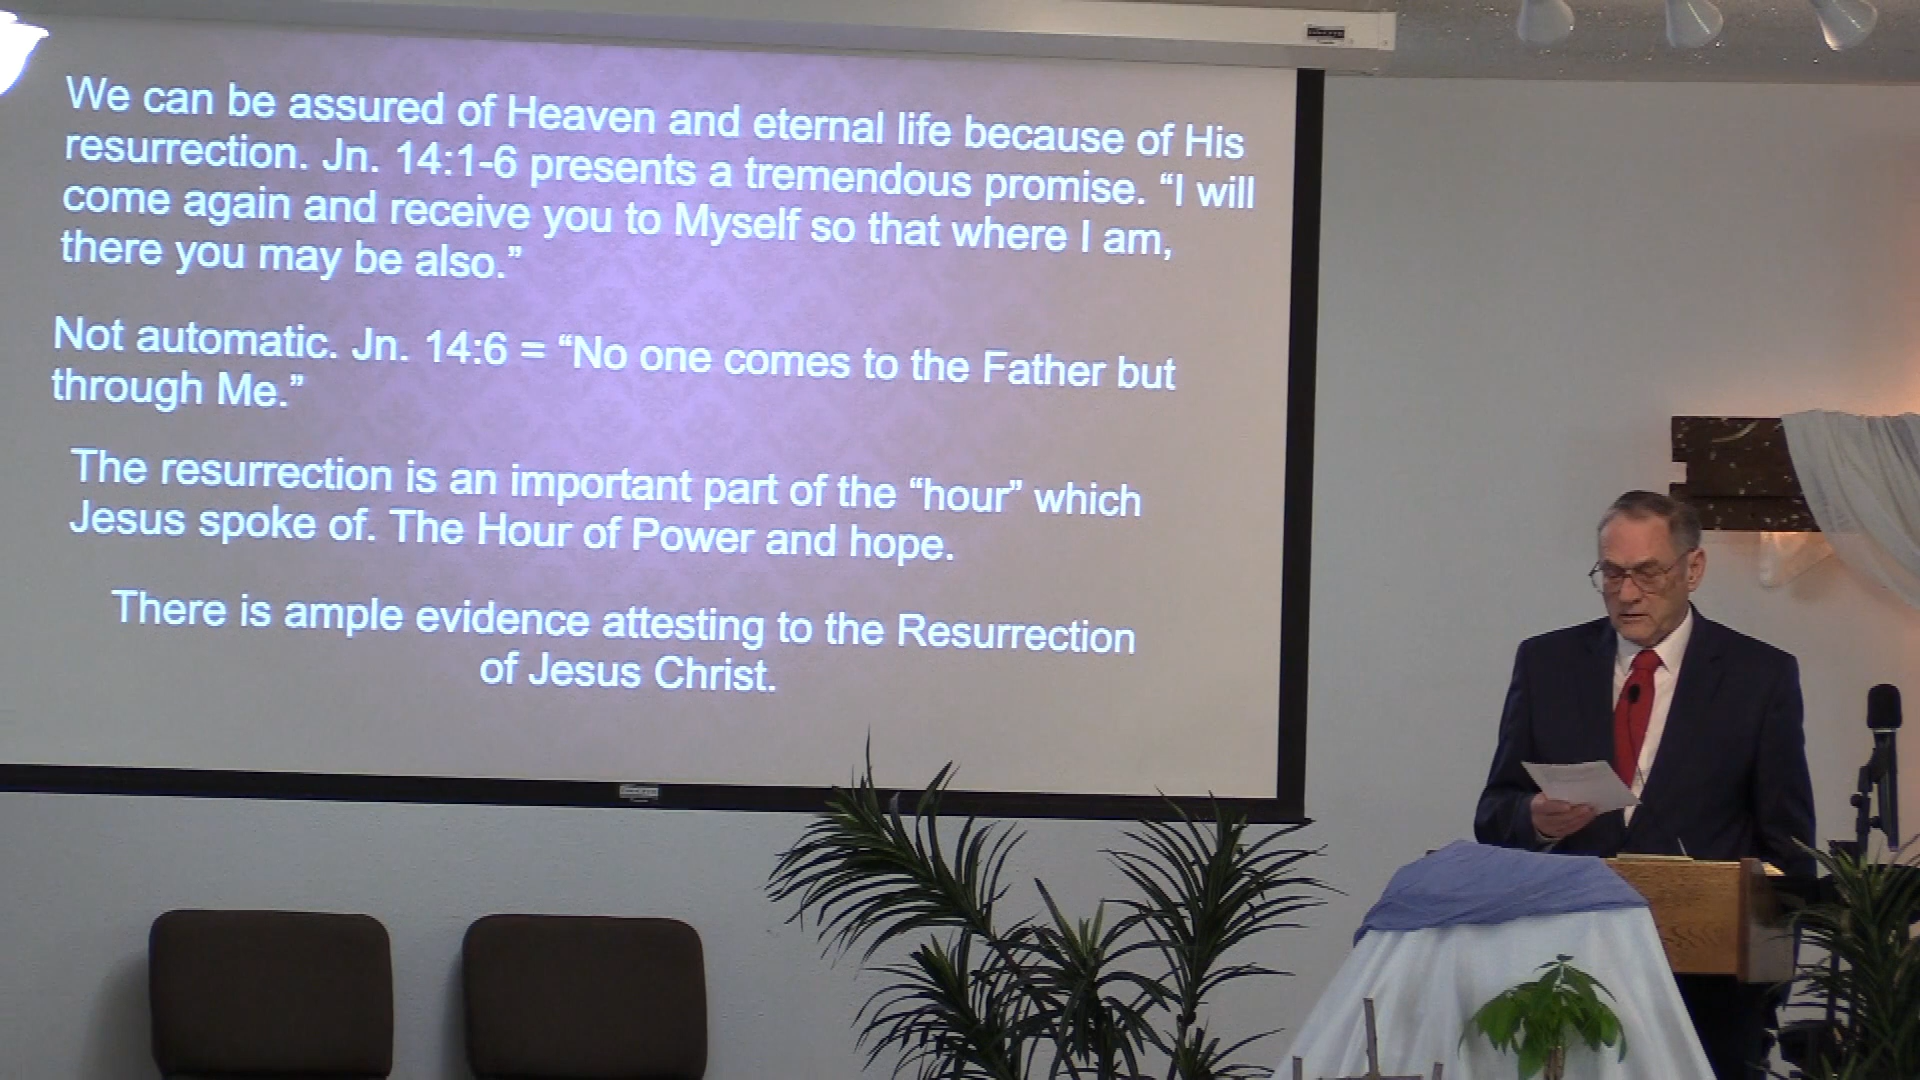 We can be assured of Heaven and eternal life because of His
resurrection. Jn. 14:1-6 presents a tremendous promise. “I will
come again and receive you to Myself so that where I am,
there you may be also.”
Not automatic. Jn. 14:6 = “No one comes to the Father but
through Me.”
The resurrection is an important part of the “hour” which
Jesus spoke of. The Hour of Power and hope.
There is ample evidence attesting to the Resurrection
of Jesus Christ.